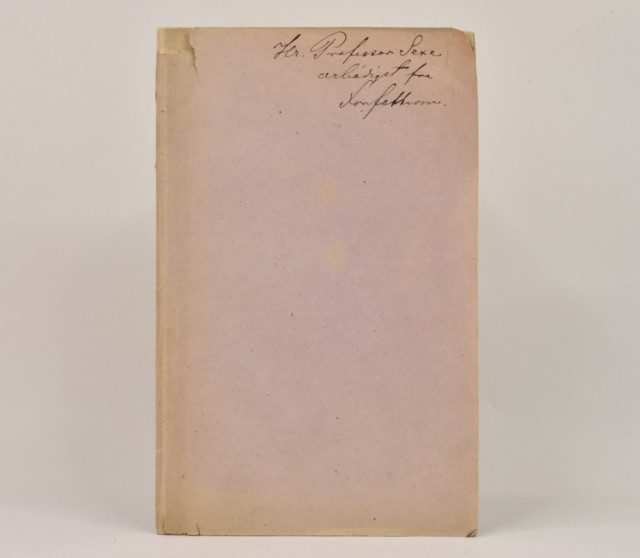 Hr. Professor Sexe
ærbødigst fra
Forfatteren.